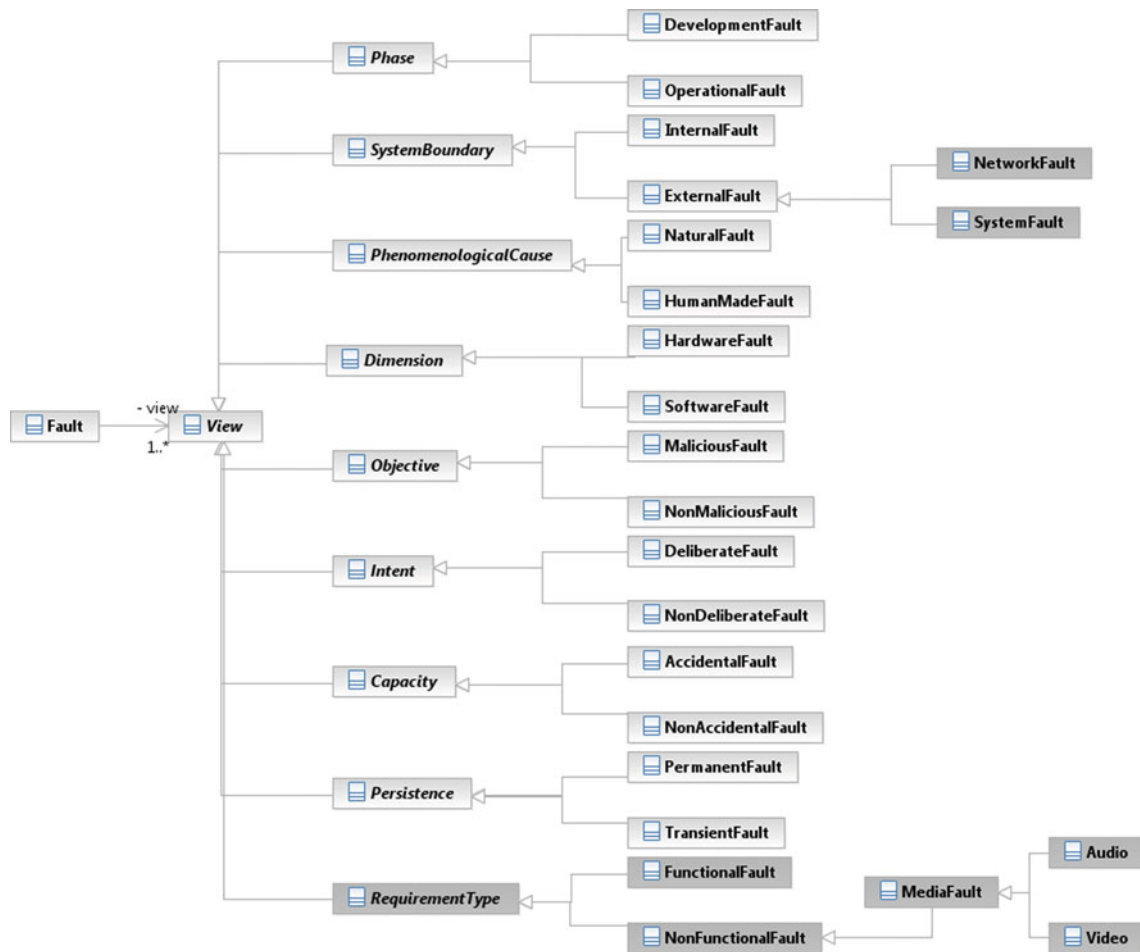 DevelopmentFault
Phase
OperationalFault
InternalFault
SystemBoundary
NetworkFault
ExternalFault
SystemFault
NaturalFault
PhenomenologicalCause
HumanMadeFault
HardwareFault
Dimension
SoftwareFault
- view
Fault
View
1..*
MaliciousFault
Objective
NonMaliciousFault
DeliberateFault
Intent
NonDeliberateFault
AccidentalFault
Capacity
NonAccidentalFault
PermanentFault
Persistence
TransientFault
Audio
FunctionalFault
MediaFault
RequirementType
NonFunctionalFault
Video